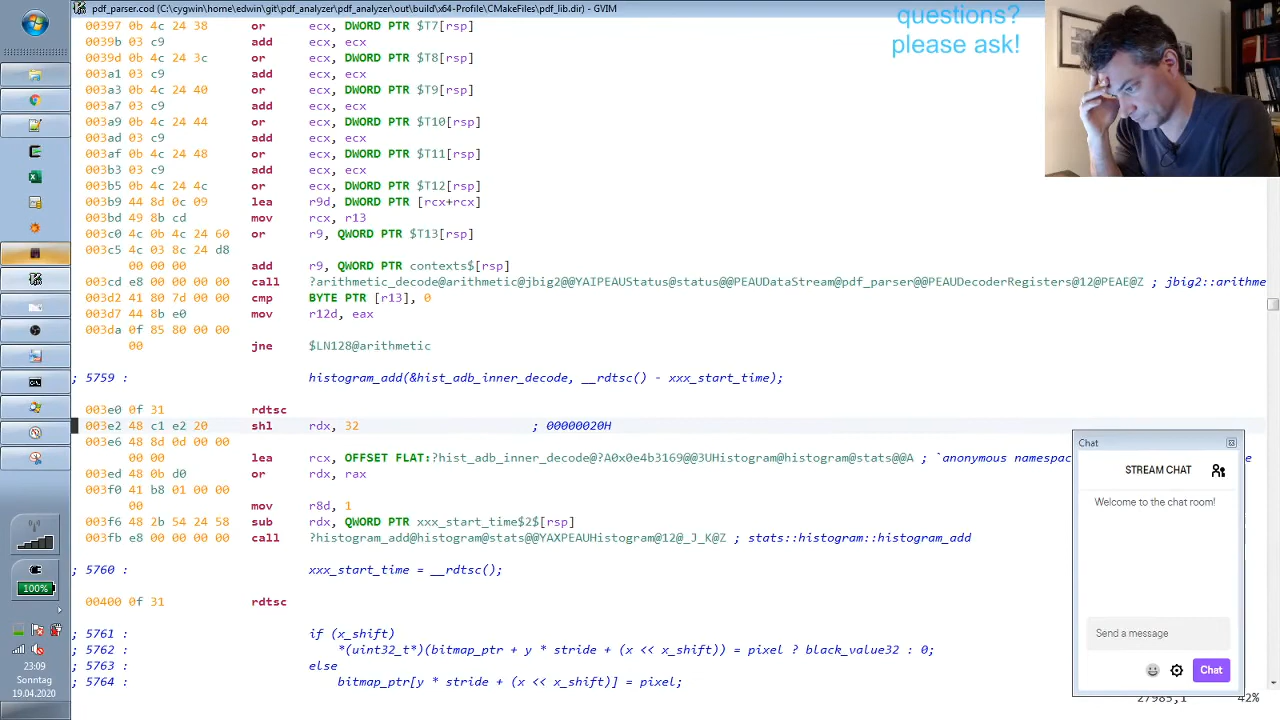 pdf_parser.cod (C:\cygwin\home\edwin\git\pdf_analyzer\pdf_analyzer\out\build\x64-Profile\CMakeFiles\pdf_lib.dir) - GVIM
questions?
please ask!
00397 0b 4c 24 38 or ecx, DWORD PTR $T7[rsp]
0039b 03 c9 add ecx, ecx
0039d 0b 4c 24 3c or ecx, DWORD PTR $T8[rsp]
003a1 03 c9 add ecx, ecx
003a3 0b 4c 24 40 or ecx, DWORD PTR $T9[rsp]
003a7 03 c9 add ecx, ecx
003a9 0b 4c 24 44 or ecx, DWORD PTR $T10[rsp]
003ad 03 c9 add ecx, ecx
003af 0b 4c 24 48 or ecx, DWORD PTR $T11[rsp]
003b3 03 c9 add ecx, ecx
003b5 0b 4c 24 4c or ecx, DWORD PTR $T12[rsp]
003b9 44 8d 0c 09 lea r9d, DWORD PTR [rcx+rcx]
003bd 49 8b cd mov rcx, r13
003c0 4c 0b 4c 24 60 or r9, QWORD PTR $T13[rsp]
003c5 4c 03 8c 24 d8
00 00 00 add r9, QWORD PTR contexts$[rsp]
003cd e8 00 00 00 00 call ?arithmetic_decode@arithmetic@jbig2@@YAIPEAUStatus@status@@PEAUDataStream@pdf_parser@@PEAUDecoderRegisters@12@PEAE@Z ; jbig2::arithme
003d2 41 80 7d 00 00 cmp BYTE PTR [r13], 0
003d7 44 8b e0 mov r12d, eax
003da 0f 85 80 00 00
00 jne $LN128@arithmetic
; 5759 : histogram_add(&hist_adb_inner_decode, __rdtsc() - xxx_start_time);
003e0 0f 31 rdtsc
003e2 48 c1 e2 20 shl rdx, 32 ; 00000020H
003e6 48 8d 0d 00 00
00 00 lea rcx, OFFSET FLAT:?hist_adb_inner_decode@?A0x0e4b3169@@3UHistogram@histogram@stats@@A ; `anonymous namespac
003ed 48 0b d0 or rdx, rax
003f0 41 b8 01 00 00
00 mov r8d, 1
003f6 48 2b 54 24 58 sub rdx, QWORD PTR xxx_start_time$2$[rsp]
003fb e8 00 00 00 00 call ?histogram_add@histogram@stats@@YAXPEAUHistogram@12@_J_K@Z ; stats::histogram::histogram_add
; 5760 : xxx_start_time = __rdtsc();
00400 0f 31 rdtsc
; 5761 : if (x_shift)
; 5762 : *(uint32_t*)(bitmap_ptr + y * stride + (x << x_shift)) = pixel ? black_value32 : 0;
; 5763 : else
; 5764 : bitmap_ptr[y * stride + (x << x_shift)] = pixel;
27985,1 42%
Chat
STREAM CHAT
Welcome to the chat room!
Send a message
Chat
100%
23:09
Sonntag
19.04.2020